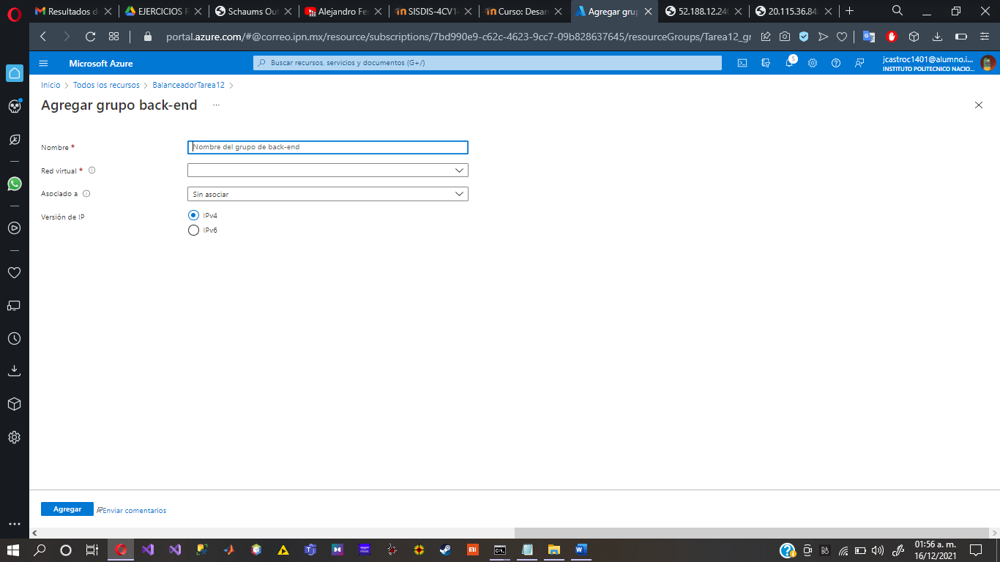 Resultados de
EJERCICIOS R
Schaums Out
Alejandro Fe
SISDIS-4CV1
Curso: Desar
Agregar grup
52.188.12.24
20.115.36.84
portal.azure.com/#@correo.ipn.mx/resource/subscriptions/7bd990e9-c62c-4623-9cc7-09b828637645/resourceGroups/Tarea12_gr
Microsoft Azure
Buscar recursos, servicios y documentos (G+/)
5
jcastroc1401@alumno.i...
INSTITUTO POLITECNICO NACIO...
Inicio > Todos los recursos > BalanceadorTarea12 >
Agregar grupo back-end ...
Nombre *
Nombre del grupo de back-end
Red virtual *
Asociado a
Sin asociar
Versión de IP
IPv4
IPv6
Agregar
Enviar comentarios
01:56 a. m.
16/12/2021